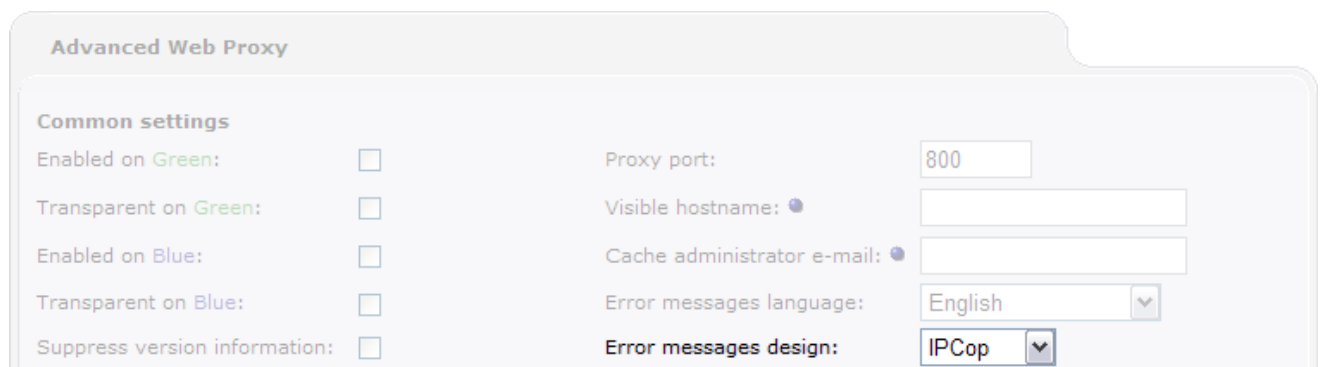 Advanced Web Proxy
Common settings
Enabled on Green: Proxy port: 800
Transparent on Green: Visible hostname:
Enabled on Blue: Cache administrator e-mail:
Transparent on Blue: Error messages language: English
Suppress version information: Error messages design: IPCop